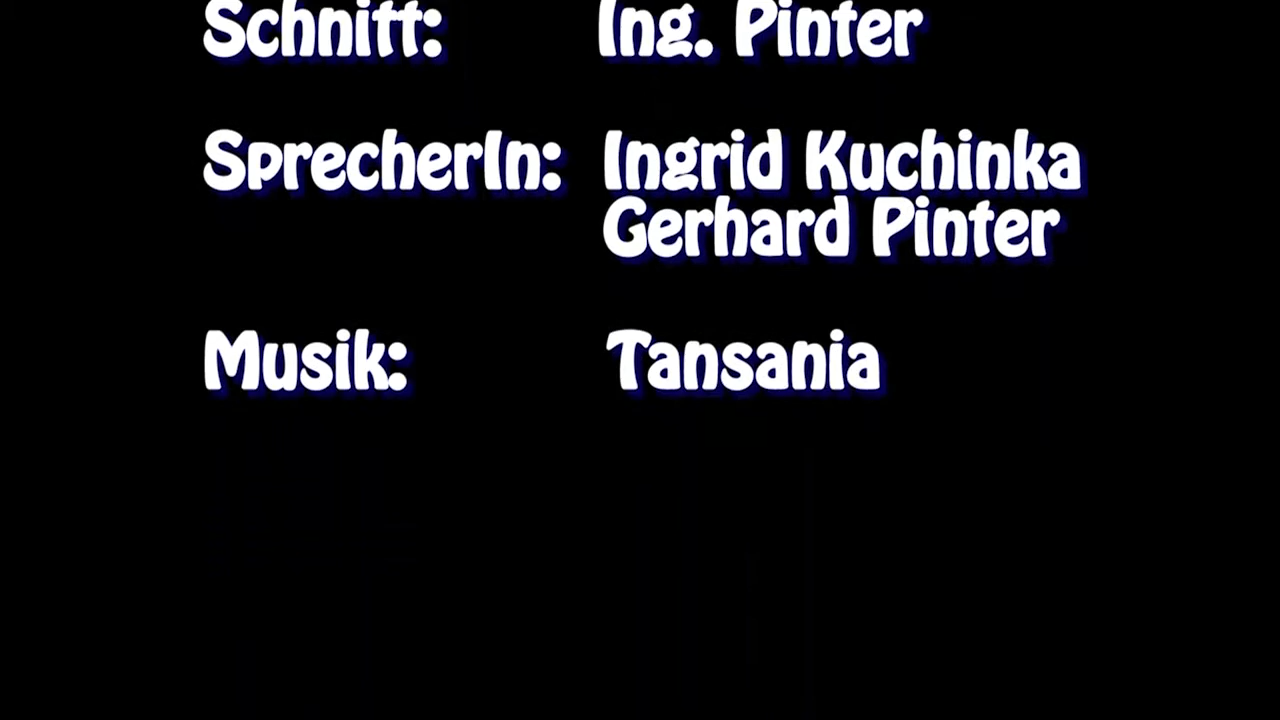 Schnitt: Ing. Pinter
SprecherIn: Ingrid Kuchinka
Gerhard Pinter
Musik: Tansania